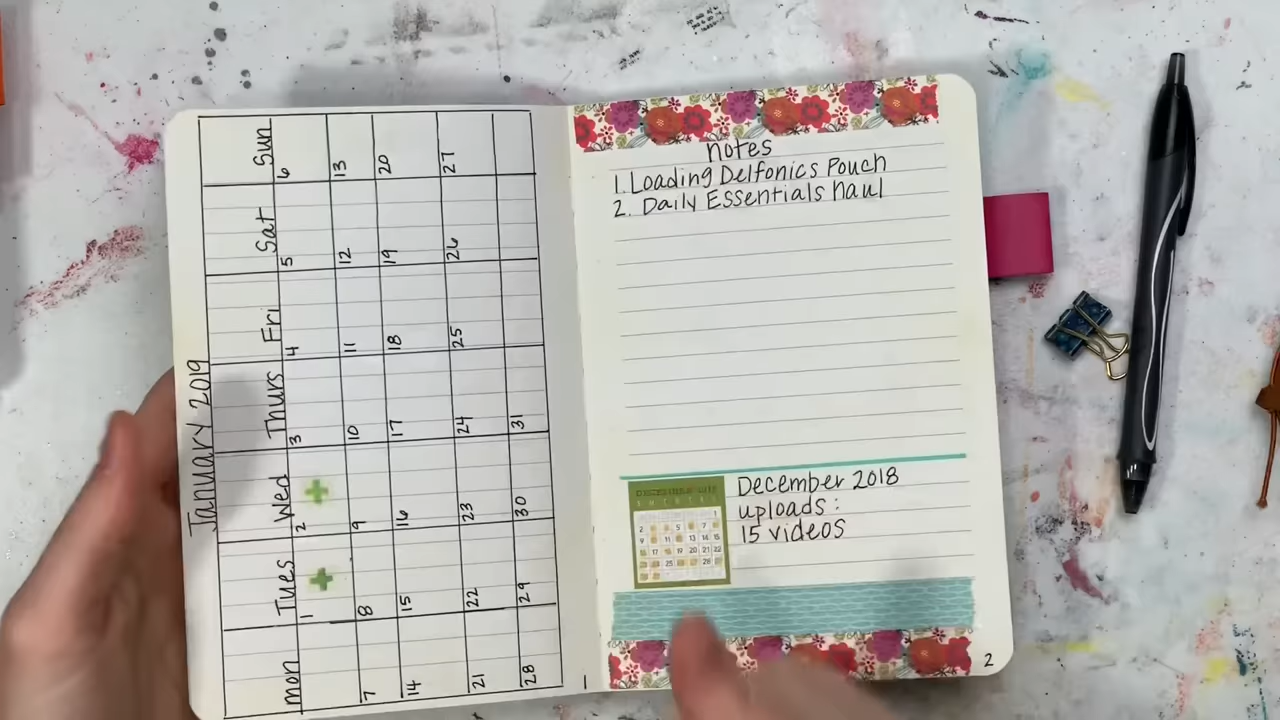 January 2019
Mon Tues Wed Thurs Fri Sat Sun
1 2 3 4 5 6
7 8 9 10 11 12 13
14 15 16 17 18 19 20
21 22 23 24 25 26 27
28 29 30 31
1
notes
1. Loading Delfonics Pouch
2. Daily Essentials haul
December 2018
uploads:
15 videos
2